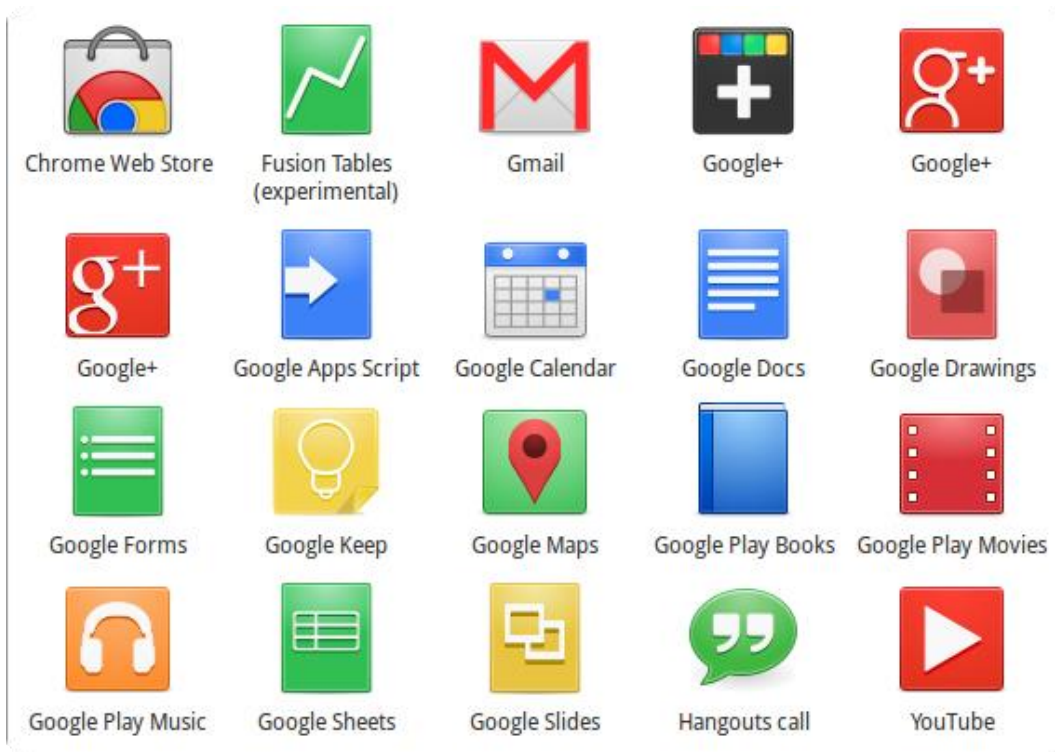 Chrome Web Store
Fusion Tables
(experimental)
Gmail
Google+
Google+
Google+
Google Apps Script
Google Calendar
Google Docs
Google Drawings
Google Forms
Google Keep
Google Maps
Google Play Books
Google Play Movies
Google Play Music
Google Sheets
Google Slides
Hangouts call
YouTube